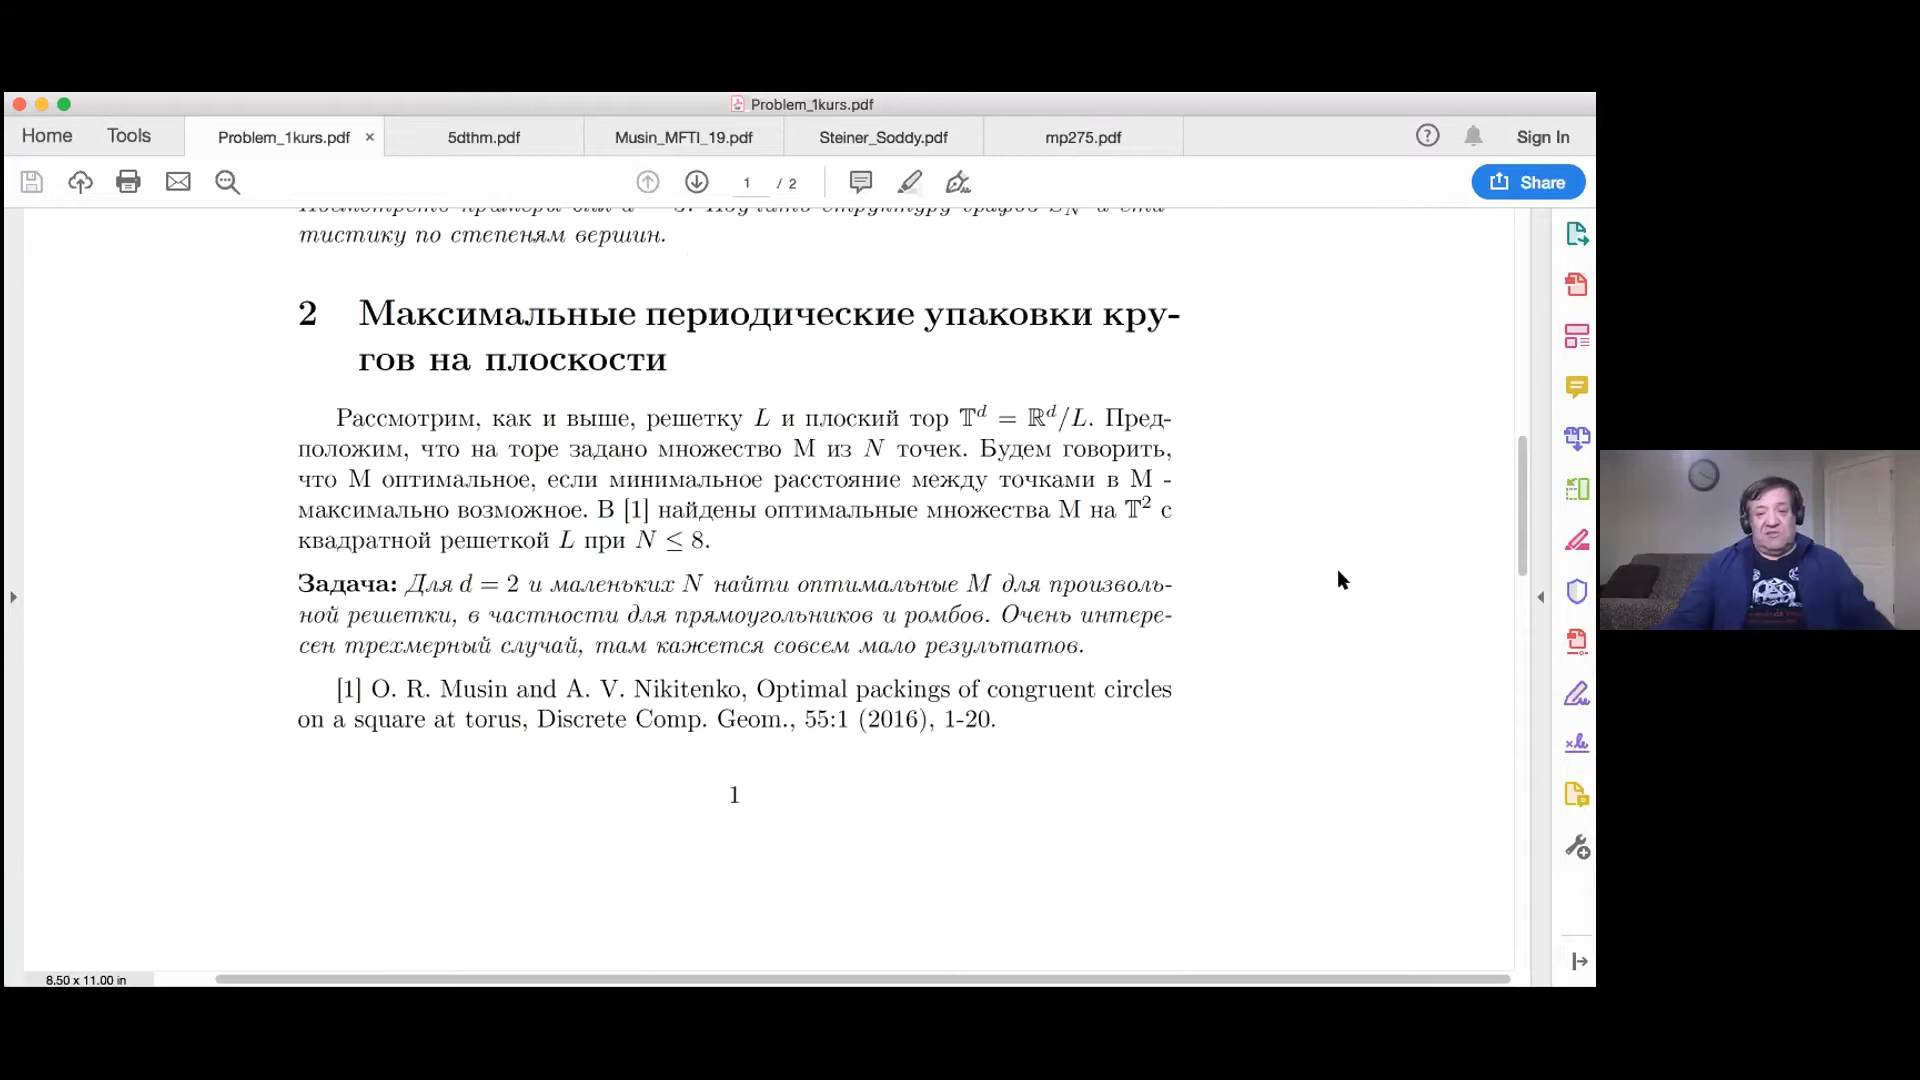 Problem_1kurs.pdf
Home Tools Problem_1kurs.pdf × 5dthm.pdf Musin_MFTI_19.pdf Steiner_Soddy.pdf mp275.pdf ? Sign In
1 / 2 Share
тистику по степеням вершин.
2 Максимальные периодические упаковки кру-
гов на плоскости
Рассмотрим, как и выше, решетку L и плоский тор 𝕋ᵈ = ℝᵈ/L. Пред-
положим, что на торе задано множество M из N точек. Будем говорить,
что M оптимальное, если минимальное расстояние между точками в M -
максимально возможное. В [1] найдены оптимальные множества M на 𝕋² с
квадратной решеткой L при N ≤ 8.
Задача: Для d = 2 и маленьких N найти оптимальные M для произволь-
ной решетки, в частности для прямоугольников и ромбов. Очень интере-
сен трехмерный случай, там кажется совсем мало результатов.
[1] O. R. Musin and A. V. Nikitenko, Optimal packings of congruent circles
on a square at torus, Discrete Comp. Geom., 55:1 (2016), 1-20.
1
8.50 x 11.00 in